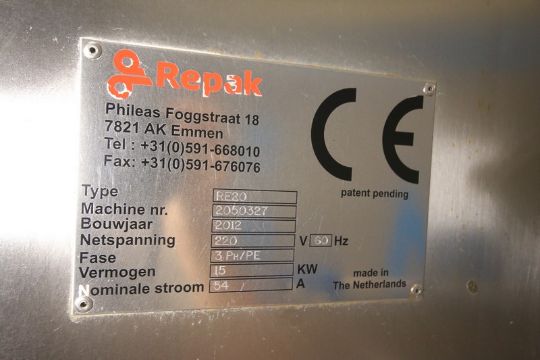 Repak
Phileas Foggstraat 18
7821 AK Emmen
Tel : +31(0)591-668010
Fax: +31(0)591-676076
CE
patent pending
Type RE20
Machine nr. 2050327
Bouwjaar 2012
Netspanning 220 V 60 Hz
Fase 3 PH/PE
Vermogen 15 KW
Nominale stroom 54 / A
made in
The Netherlands